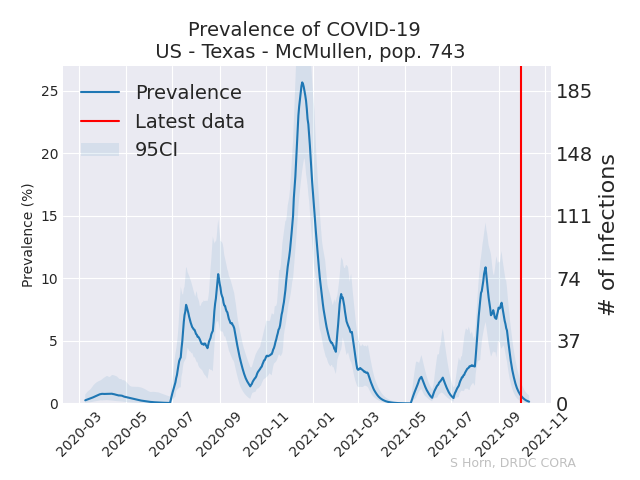 Prevalence of COVID-19
US - Texas - McMullen, pop. 743
Prevalence
Latest data
95CI
Prevalence (%)
25
20
15
10
5
0
185
148
111
74
37
0
# of infections
2020-03
2020-05
2020-07
2020-09
2020-11
2021-01
2021-03
2021-05
2021-07
2021-09
2021-11
S Horn, DRDC CORA